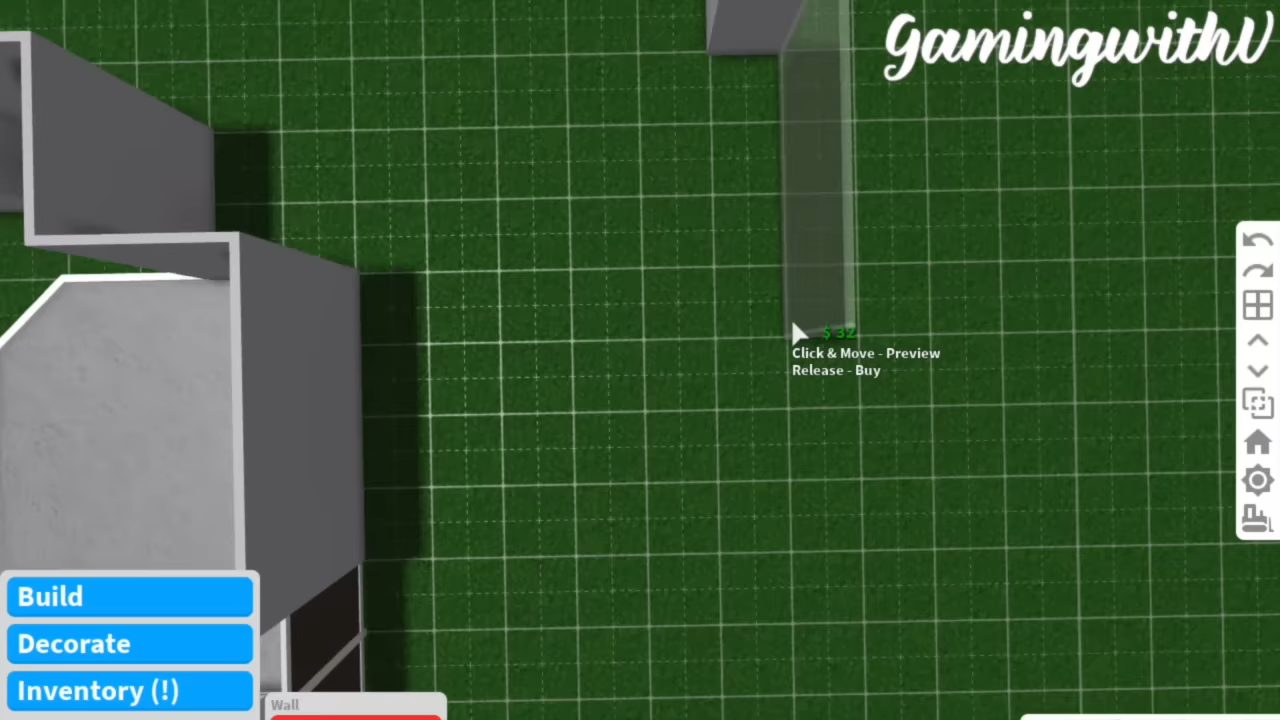 GamingwithV
$ 32
Click & Move - Preview
Release - Buy
Build
Decorate
Inventory (!)
Wall